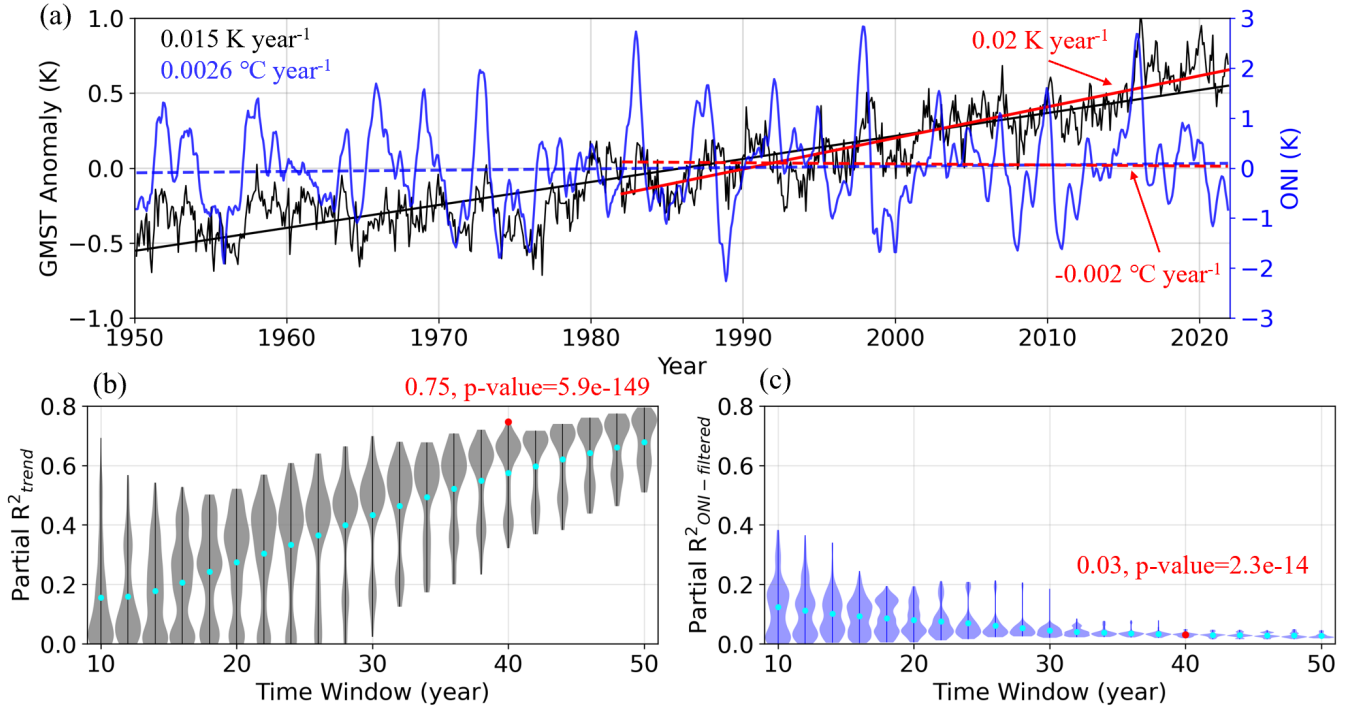 (a)
1.0
0.5
0.0
−0.5
−1.0
GMST Anomaly (K)
0.015 K year⁻¹
0.0026 °C year⁻¹
0.02 K year⁻¹
-0.002 °C year⁻¹
3
2
1
0
−1
−2
−3
ONI (K)
1950 1960 1970 1980 1990 2000 2010 2020
Year
(b)
0.75, p-value=5.9e-149
0.8
0.6
0.4
0.2
0.0
Partial R²trend
10 20 30 40 50
Time Window (year)
(c)
0.03, p-value=2.3e-14
0.8
0.6
0.4
0.2
0.0
Partial R²ONI−filtered
10 20 30 40 50
Time Window (year)